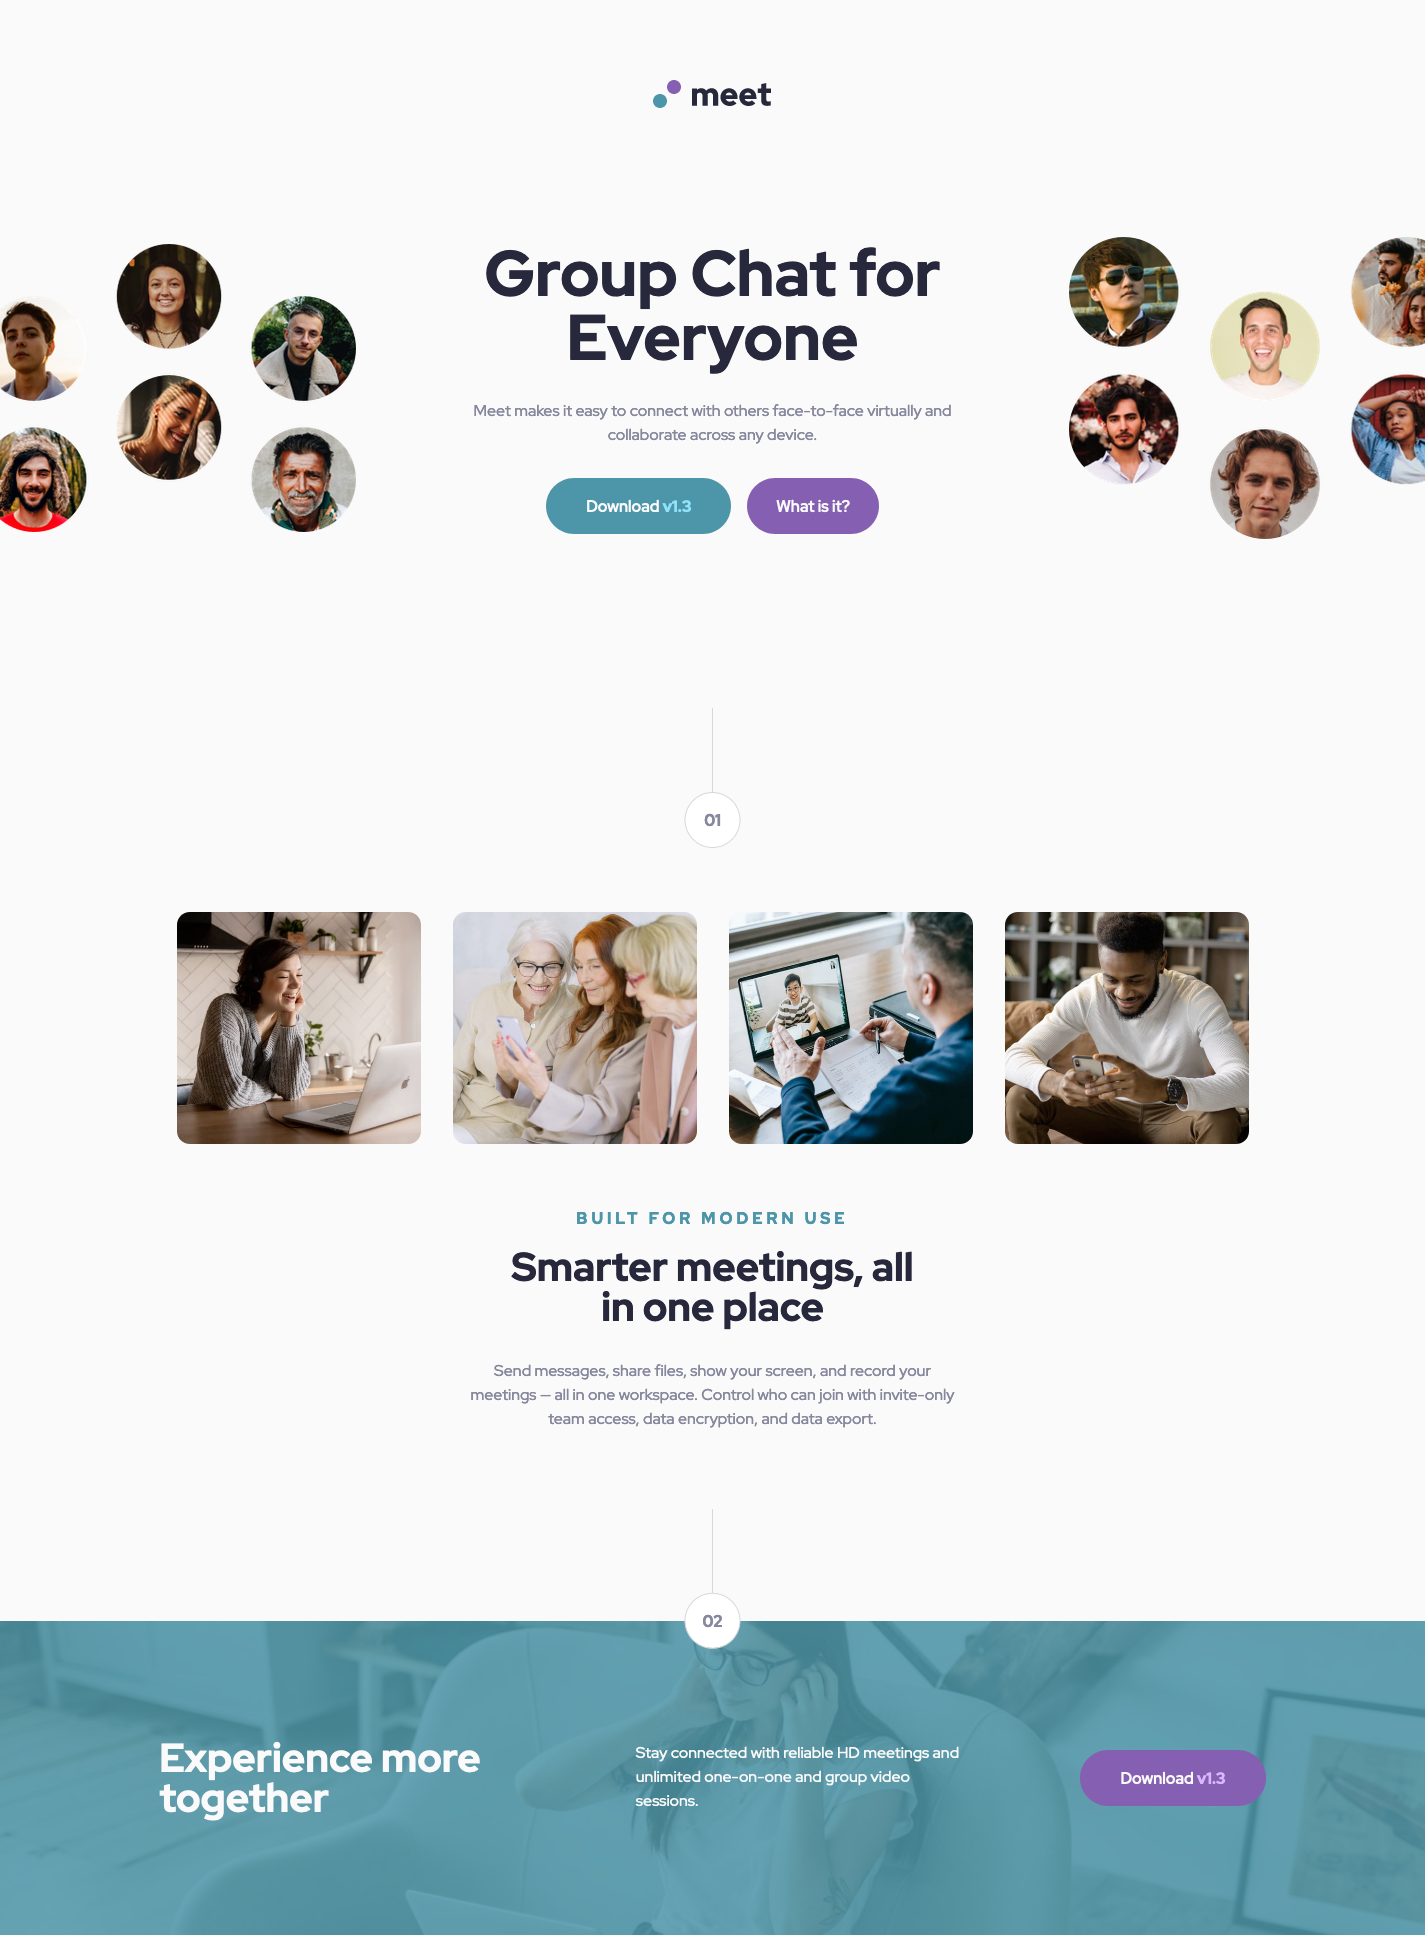 meet
Group Chat for
Everyone
Meet makes it easy to connect with others face-to-face virtually and
collaborate across any device.
Download v1.3
What is it?
01
BUILT FOR MODERN USE
Smarter meetings, all
in one place
Send messages, share files, show your screen, and record your
meetings — all in one workspace. Control who can join with invite-only
team access, data encryption, and data export.
02
Experience more
together
Stay connected with reliable HD meetings and
unlimited one-on-one and group video
sessions.
Download v1.3